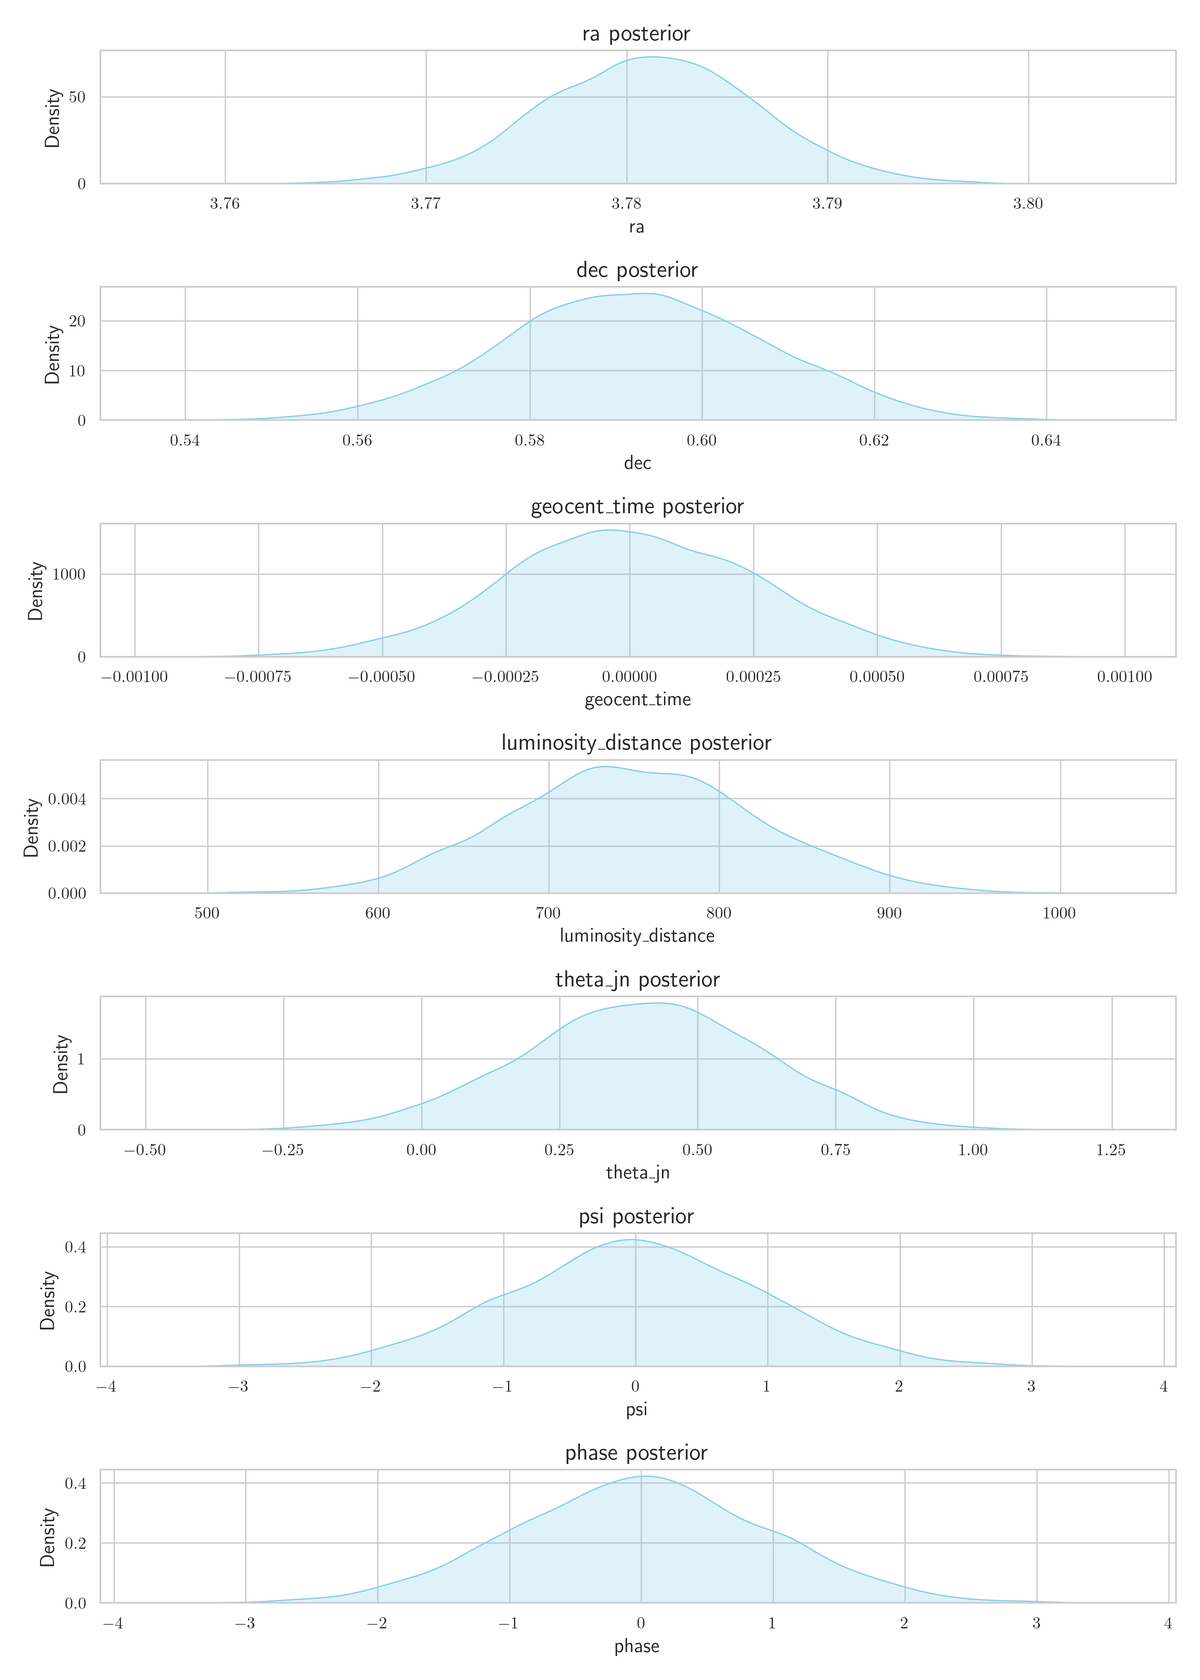 ra posterior
Density
50
0
3.76 3.77 3.78 3.79 3.80
ra
dec posterior
Density
20
10
0
0.54 0.56 0.58 0.60 0.62 0.64
dec
geocent_time posterior
Density
1000
0
−0.00100 −0.00075 −0.00050 −0.00025 0.00000 0.00025 0.00050 0.00075 0.00100
geocent_time
luminosity_distance posterior
Density
0.004
0.002
0.000
500 600 700 800 900 1000
luminosity_distance
theta_jn posterior
Density
1
0
−0.50 −0.25 0.00 0.25 0.50 0.75 1.00 1.25
theta_jn
psi posterior
Density
0.4
0.2
0.0
−4 −3 −2 −1 0 1 2 3 4
psi
phase posterior
Density
0.4
0.2
0.0
−4 −3 −2 −1 0 1 2 3 4
phase